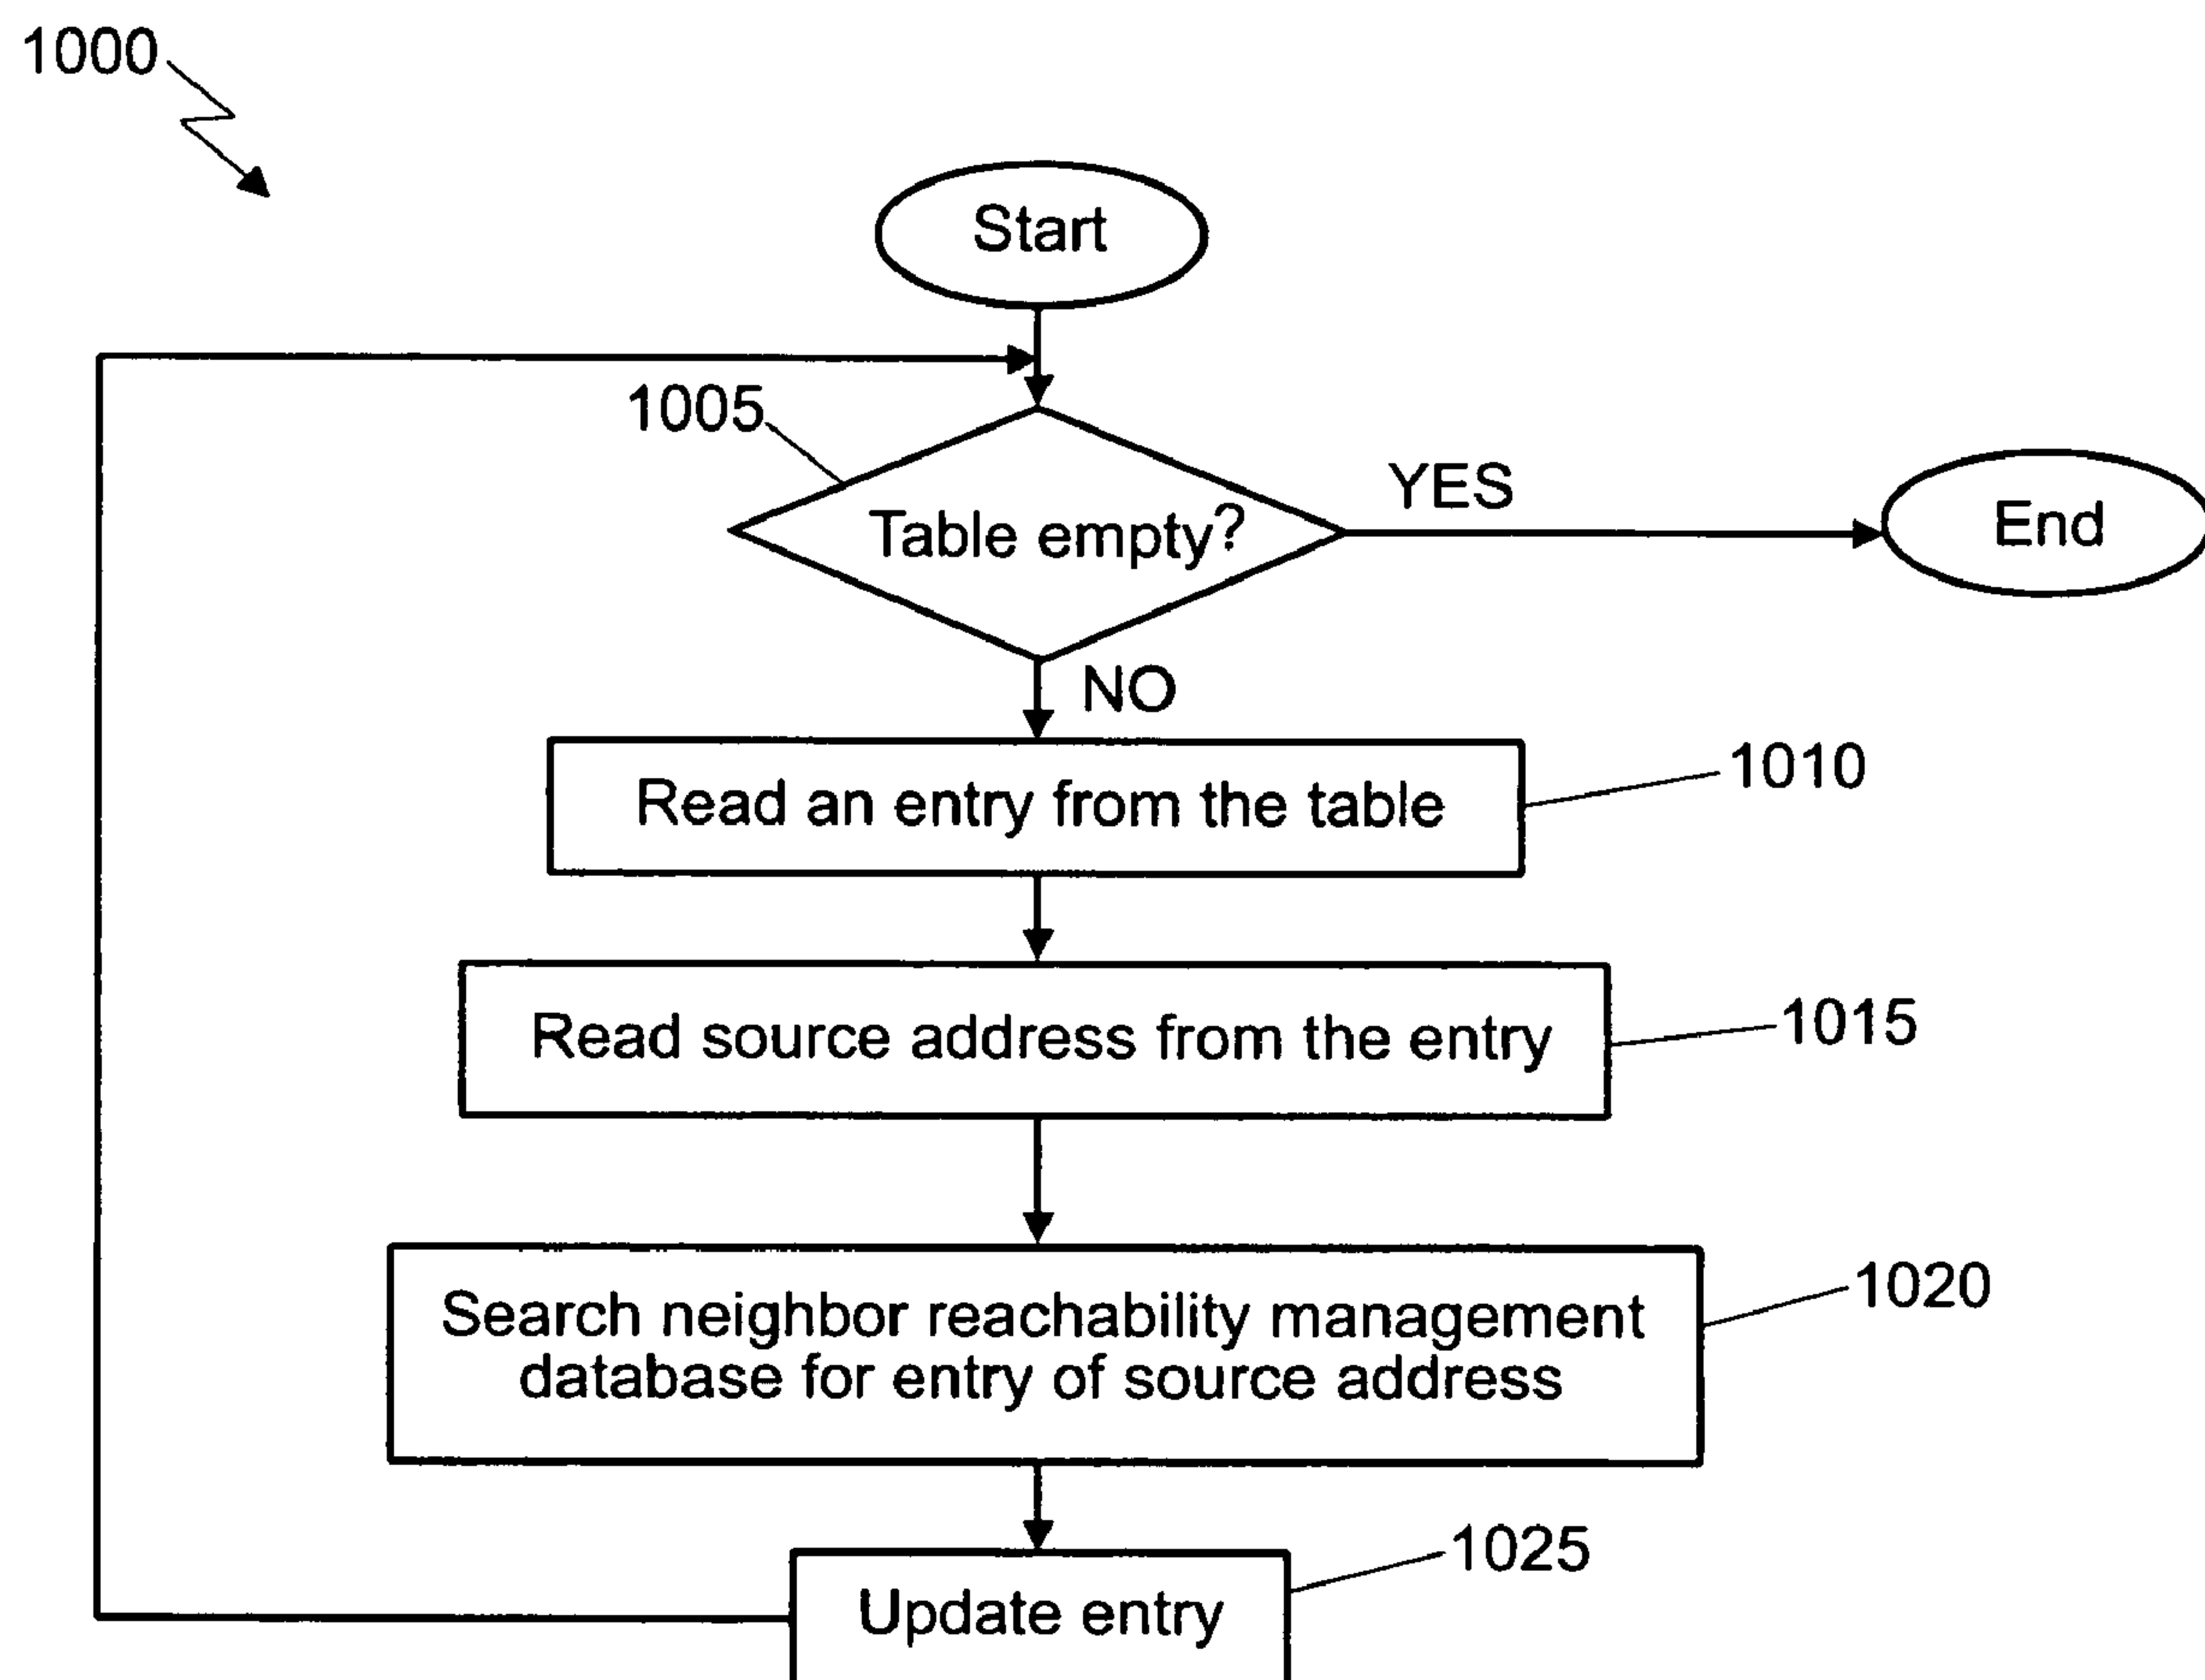 1000
Start
1005
Table empty?
YES
End
NO
Read an entry from the table
1010
Read source address from the entry
1015
Search neighbor reachability management
database for entry of source address
1020
1025
Update entry